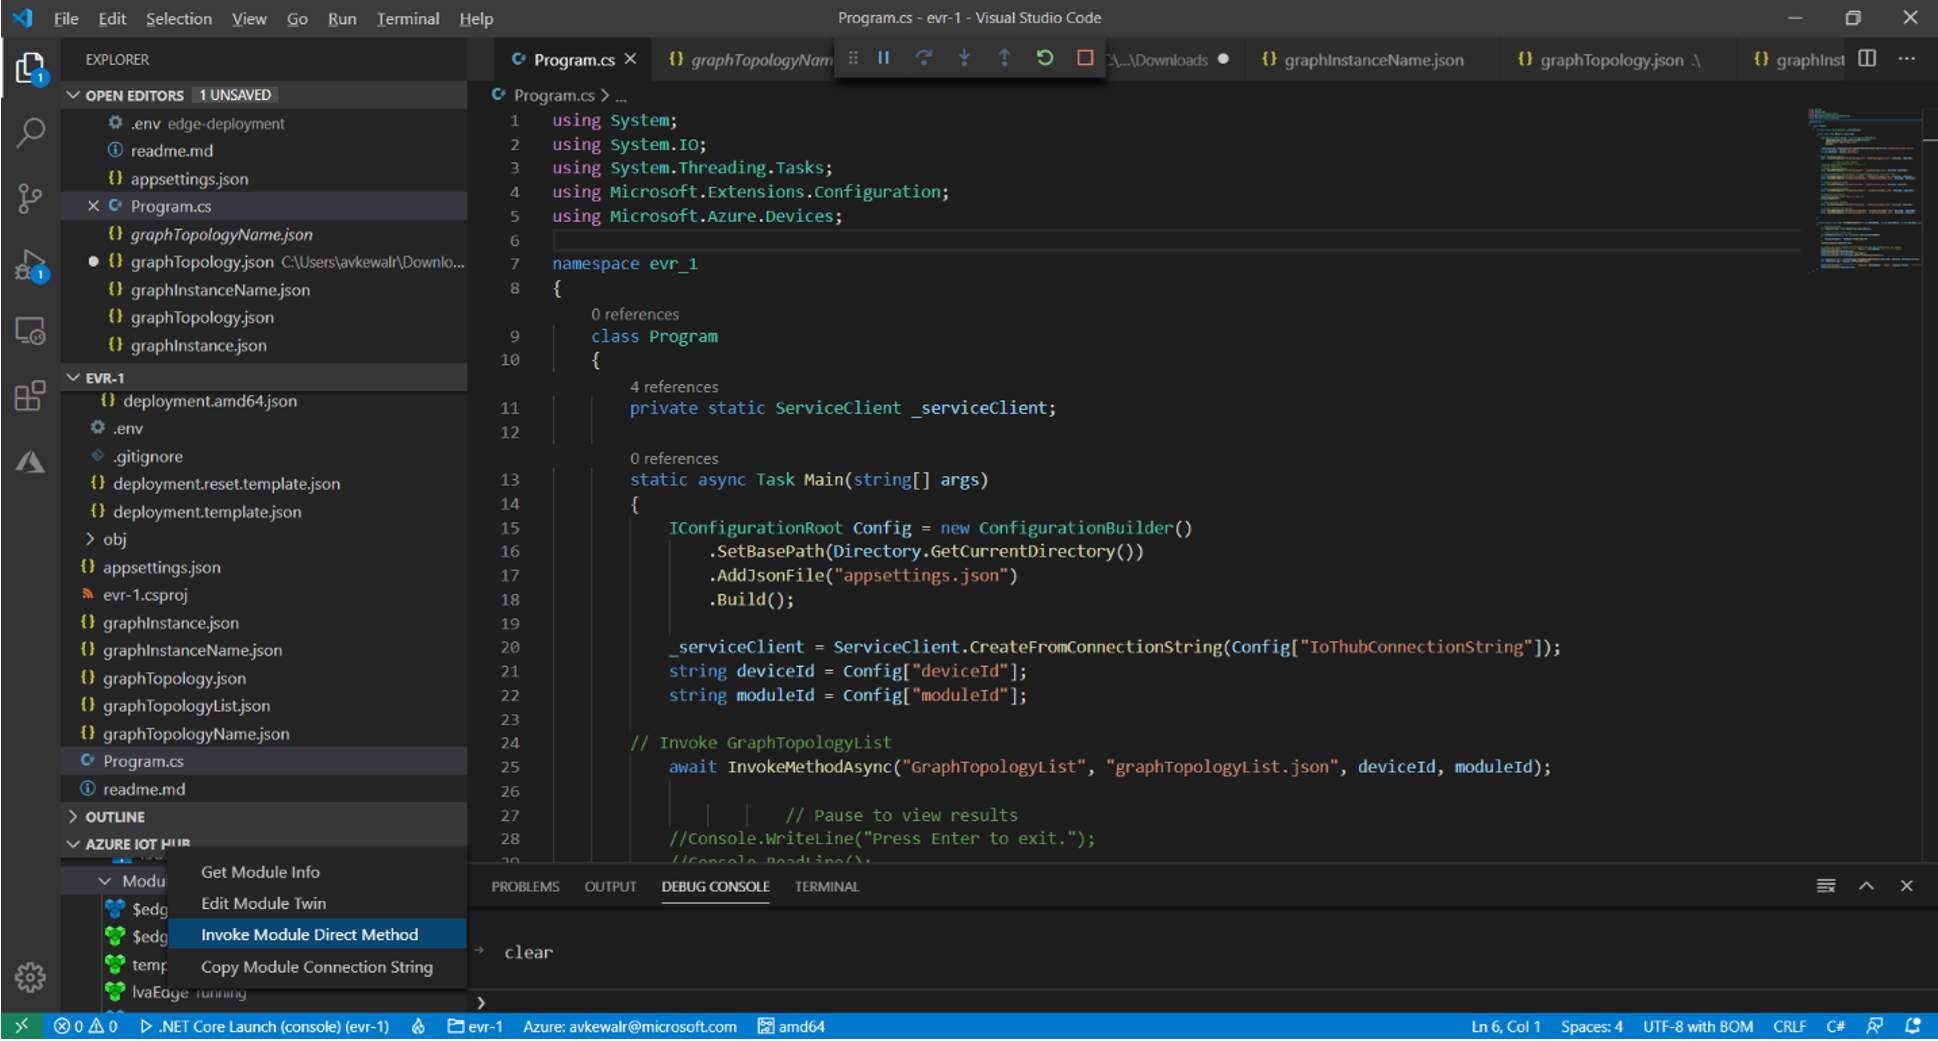 File Edit Selection View Go Run Terminal Help
Program.cs - evr-1 - Visual Studio Code
EXPLORER
1
OPEN EDITORS 1 UNSAVED
.env edge-deployment
readme.md
{} appsettings.json
Program.cs
{} graphTopologyName.json
{} graphTopology.json C:\Users\avkewalr\Downlo...
{} graphInstanceName.json
{} graphTopology.json
{} graphInstance.json
1
EVR-1
{} deployment.amd64.json
.env
.gitignore
{} deployment.reset.template.json
{} deployment.template.json
obj
{} appsettings.json
evr-1.csproj
{} graphInstance.json
{} graphInstanceName.json
{} graphTopology.json
{} graphTopologyList.json
{} graphTopologyName.json
Program.cs
readme.md
OUTLINE
AZURE IOT HUB
Modu
$edg
$edg
temp
lvaEdge running
Get Module Info
Edit Module Twin
Invoke Module Direct Method
Copy Module Connection String
Program.cs
{} graphTopologyNam
:\...\Downloads
{} graphInstanceName.json
{} graphTopology.json .\
{} graphInst
Program.cs > ...
1 using System;
2 using System.IO;
3 using System.Threading.Tasks;
4 using Microsoft.Extensions.Configuration;
5 using Microsoft.Azure.Devices;
6
7 namespace evr_1
8 {
0 references
9 class Program
10 {
4 references
11 private static ServiceClient _serviceClient;
12
0 references
13 static async Task Main(string[] args)
14 {
15 IConfigurationRoot Config = new ConfigurationBuilder()
16 .SetBasePath(Directory.GetCurrentDirectory())
17 .AddJsonFile("appsettings.json")
18 .Build();
19
20 _serviceClient = ServiceClient.CreateFromConnectionString(Config["IoThubConnectionString"]);
21 string deviceId = Config["deviceId"];
22 string moduleId = Config["moduleId"];
23
24 // Invoke GraphTopologyList
25 await InvokeMethodAsync("GraphTopologyList", "graphTopologyList.json", deviceId, moduleId);
26
27 // Pause to view results
28 //Console.WriteLine("Press Enter to exit.");
29 //Console.ReadLine();
PROBLEMS OUTPUT DEBUG CONSOLE TERMINAL
clear
0 0 .NET Core Launch (console) (evr-1) evr-1 Azure: avkewalr@microsoft.com amd64
Ln 6, Col 1 Spaces: 4 UTF-8 with BOM CRLF C#